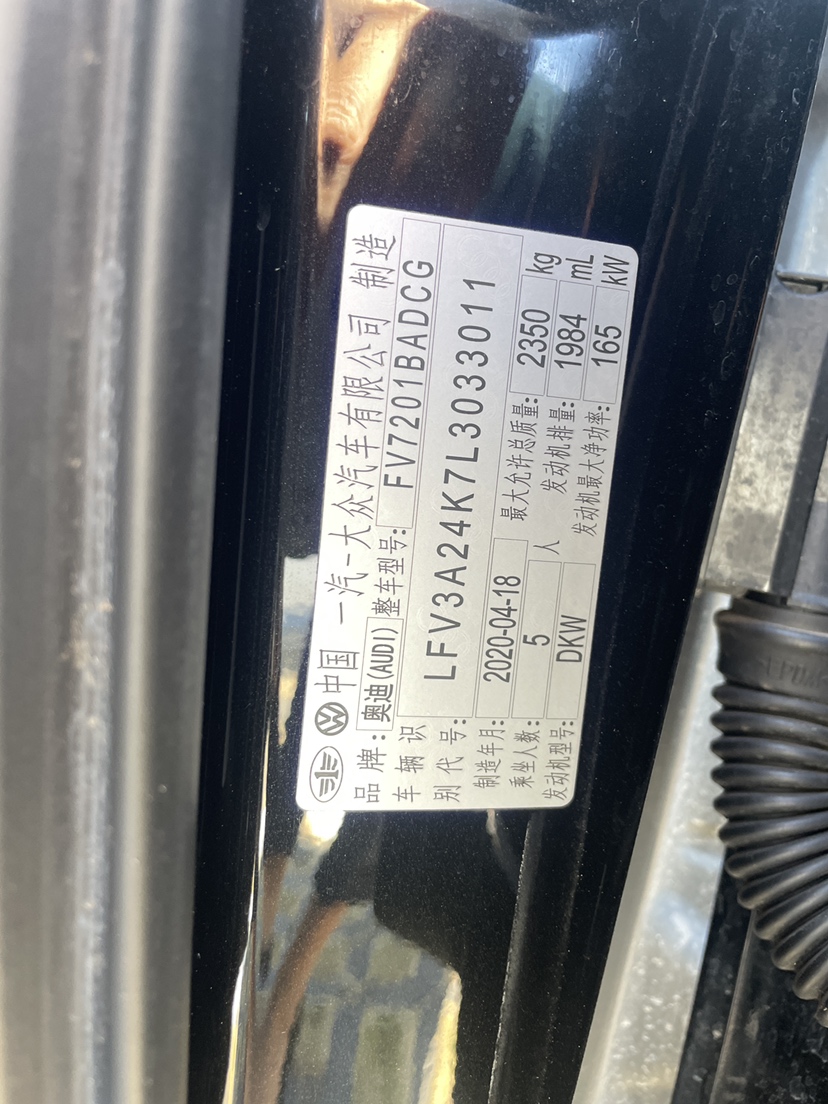 中国 一汽-大众汽车有限公司 制造
品牌: 奥迪(AUDI) 整车型号: FV7201BADCG
车辆识别代号: LFV3A24K7L3033011
制造年月: 2020-04-18 最大允许总质量: 2350 kg
乘坐人数: 5 人 发动机排量: 1984 mL
发动机型号: DKW 发动机最大净功率: 165 kW